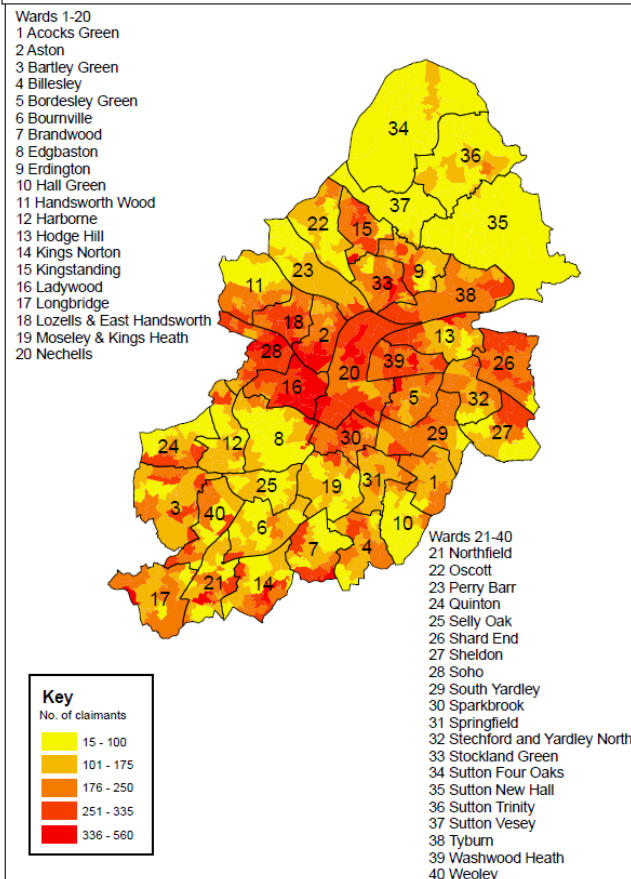 Wards 1-20
1 Acocks Green
2 Aston
3 Bartley Green
4 Billesley
5 Bordesley Green
6 Bournville
7 Brandwood
8 Edgbaston
9 Erdington
10 Hall Green
11 Handsworth Wood
12 Harborne
13 Hodge Hill
14 Kings Norton
15 Kingstanding
16 Ladywood
17 Longbridge
18 Lozells & East Handsworth
19 Moseley & Kings Heath
20 Nechells
34
36
37
35
22
15
23
33
9
11
38
18
2
13
28
39
26
20
16
5
32
30
29
27
24
12
8
25
19
31
1
3
40
6
10
7
4
21
14
17
Wards 21-40
21 Northfield
22 Oscott
23 Perry Barr
24 Quinton
25 Selly Oak
26 Shard End
27 Sheldon
28 Soho
29 South Yardley
30 Sparkbrook
31 Springfield
32 Stechford and Yardley North
33 Stockland Green
34 Sutton Four Oaks
35 Sutton New Hall
36 Sutton Trinity
37 Sutton Vesey
38 Tyburn
39 Washwood Heath
40 Weoley
Key
No. of claimants
15 - 100
101 - 175
176 - 250
251 - 335
336 - 560